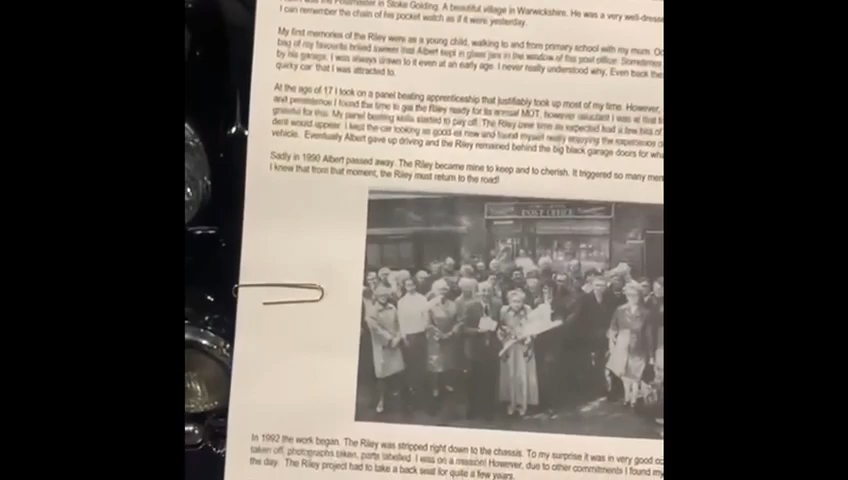 Postmaster in Stoke Golding. A beautiful village in Warwickshire. He was a very well-dresse
I can remember the chain of his pocket watch as if it were yesterday.
My first memories of the Riley were as a young child, walking to and from primary school with my mum. Oc
bag of my favourite boiled sweets that Albert kept in glass jars in the window of the post office. Sometimes
by his garage. I was always drawn to it even at an early age. I never really understood why. Even back the
quirky car' that I was attracted to.
At the age of 17 I took on a panel beating apprenticeship that justifiably took up most of my time. However,
and persistence I found the time to get the Riley ready for its annual MOT, however reluctant I was at that
grateful for this. My panel beating skills started to pay off. The Riley over time as expected had a few bits of
dent would appear. I kept the car looking as good as new and found myself really enjoying the experience
vehicle. Eventually Albert gave up driving and the Riley remained behind the big black garage doors for wha
Sadly in 1990 Albert passed away. The Riley became mine to keep and to cherish. It triggered so many mem
I knew that from that moment, the Riley must return to the road!
POST OFFICE
In 1992 the work began. The Riley was stripped right down to the chassis. To my surprise it was in very good co
taken off, photographs taken, parts labelled. I was on a mission! However, due to other commitments I found my
the day. The Riley project had to take a back seat for quite a few years.